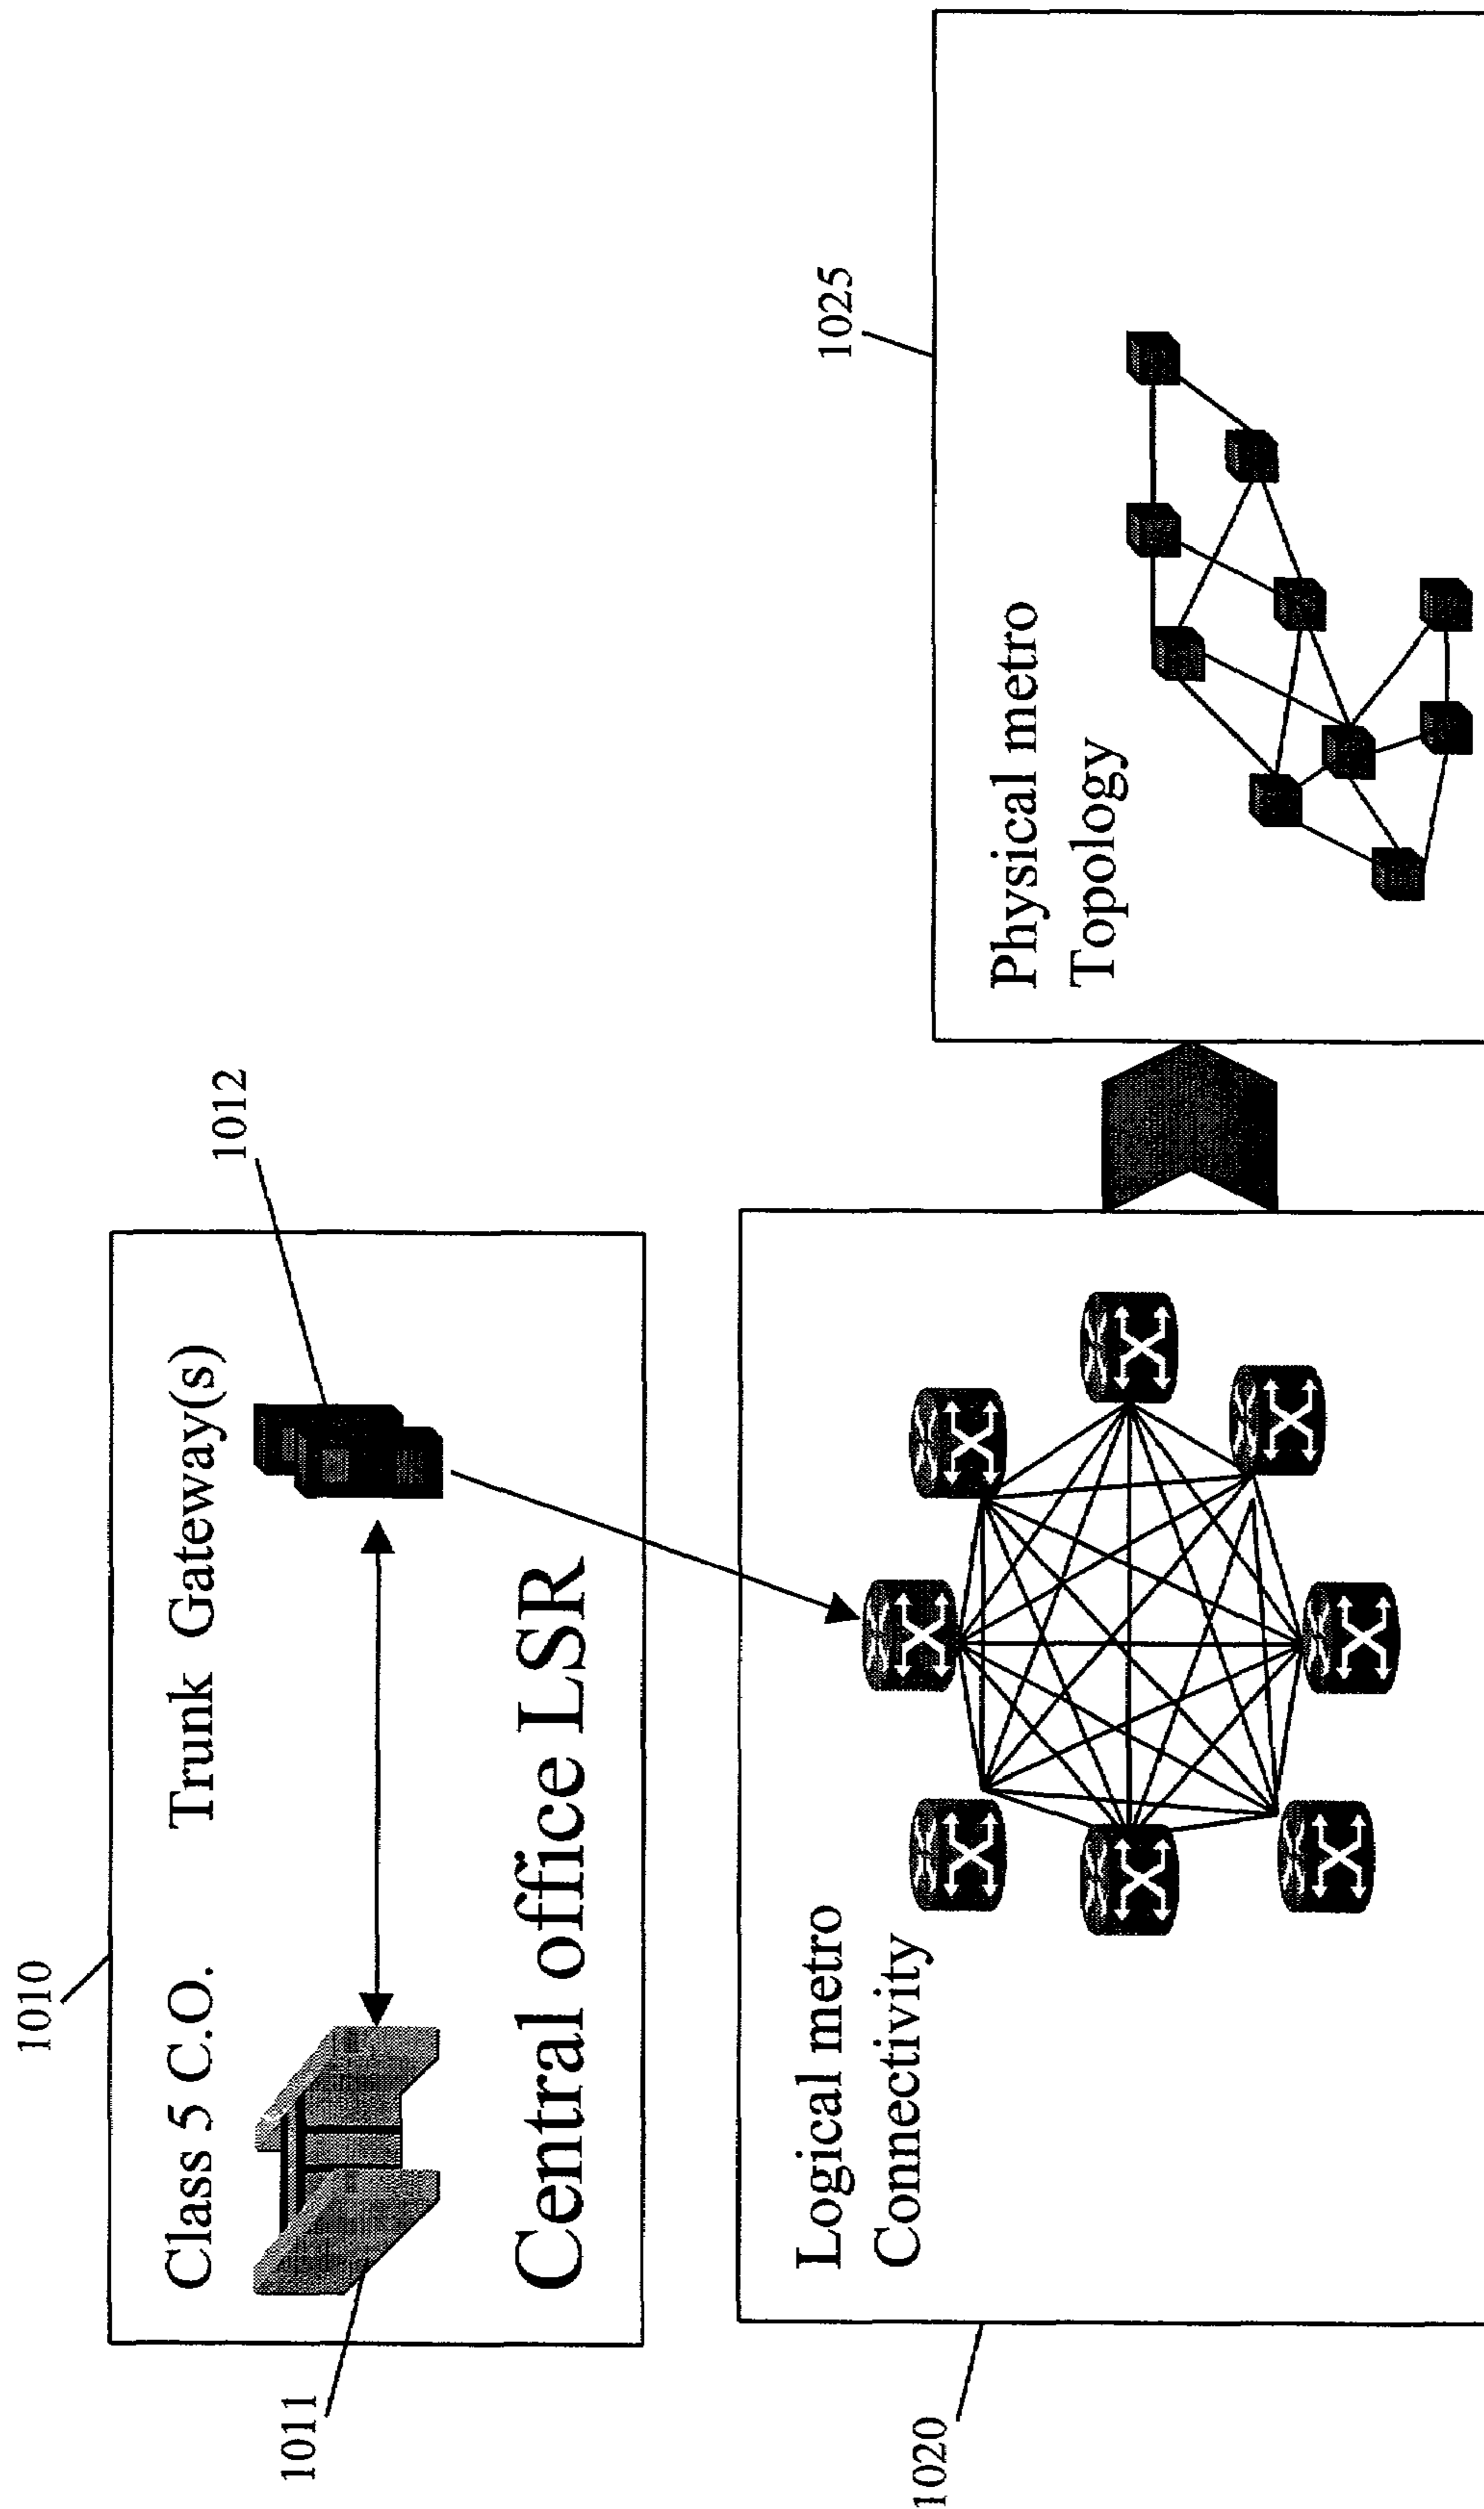 1010
Class 5 C.O.
Trunk Gateway(s)
1012
1011
Central office LSR
1020
Logical metro
Connectivity
1025
Physical metro
Topology